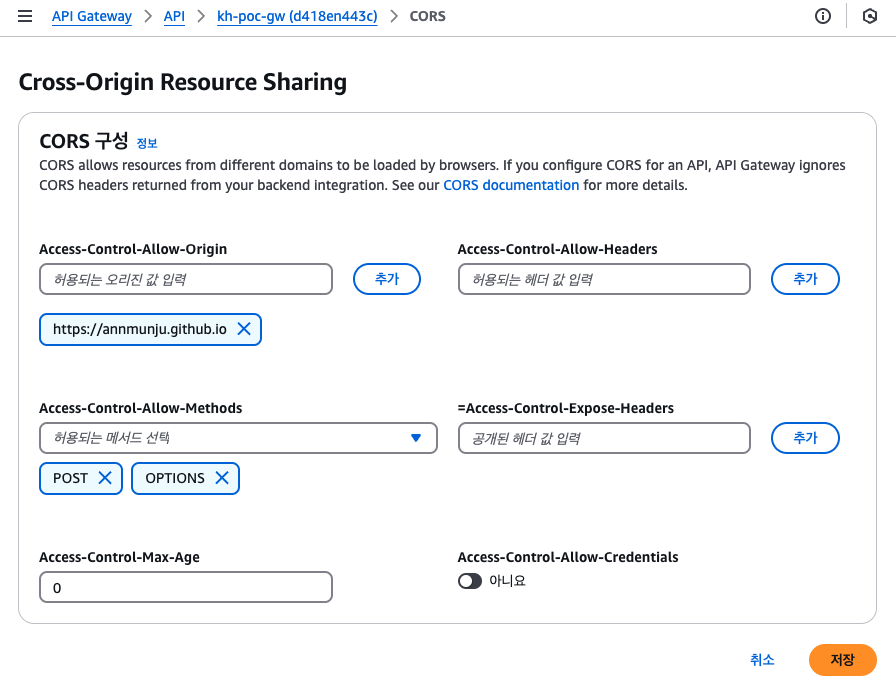 API Gateway > API > kh-poc-gw (d418en443c) > CORS
Cross-Origin Resource Sharing
CORS 구성 정보
CORS allows resources from different domains to be loaded by browsers. If you configure CORS for an API, API Gateway ignores
CORS headers returned from your backend integration. See our CORS documentation for more details.
Access-Control-Allow-Origin
허용되는 오리진 값 입력
추가
https://annmunju.github.io
Access-Control-Allow-Headers
허용되는 헤더 값 입력
추가
Access-Control-Allow-Methods
허용되는 메서드 선택
POST
OPTIONS
=Access-Control-Expose-Headers
공개된 헤더 값 입력
추가
Access-Control-Max-Age
0
Access-Control-Allow-Credentials
아니요
취소
저장